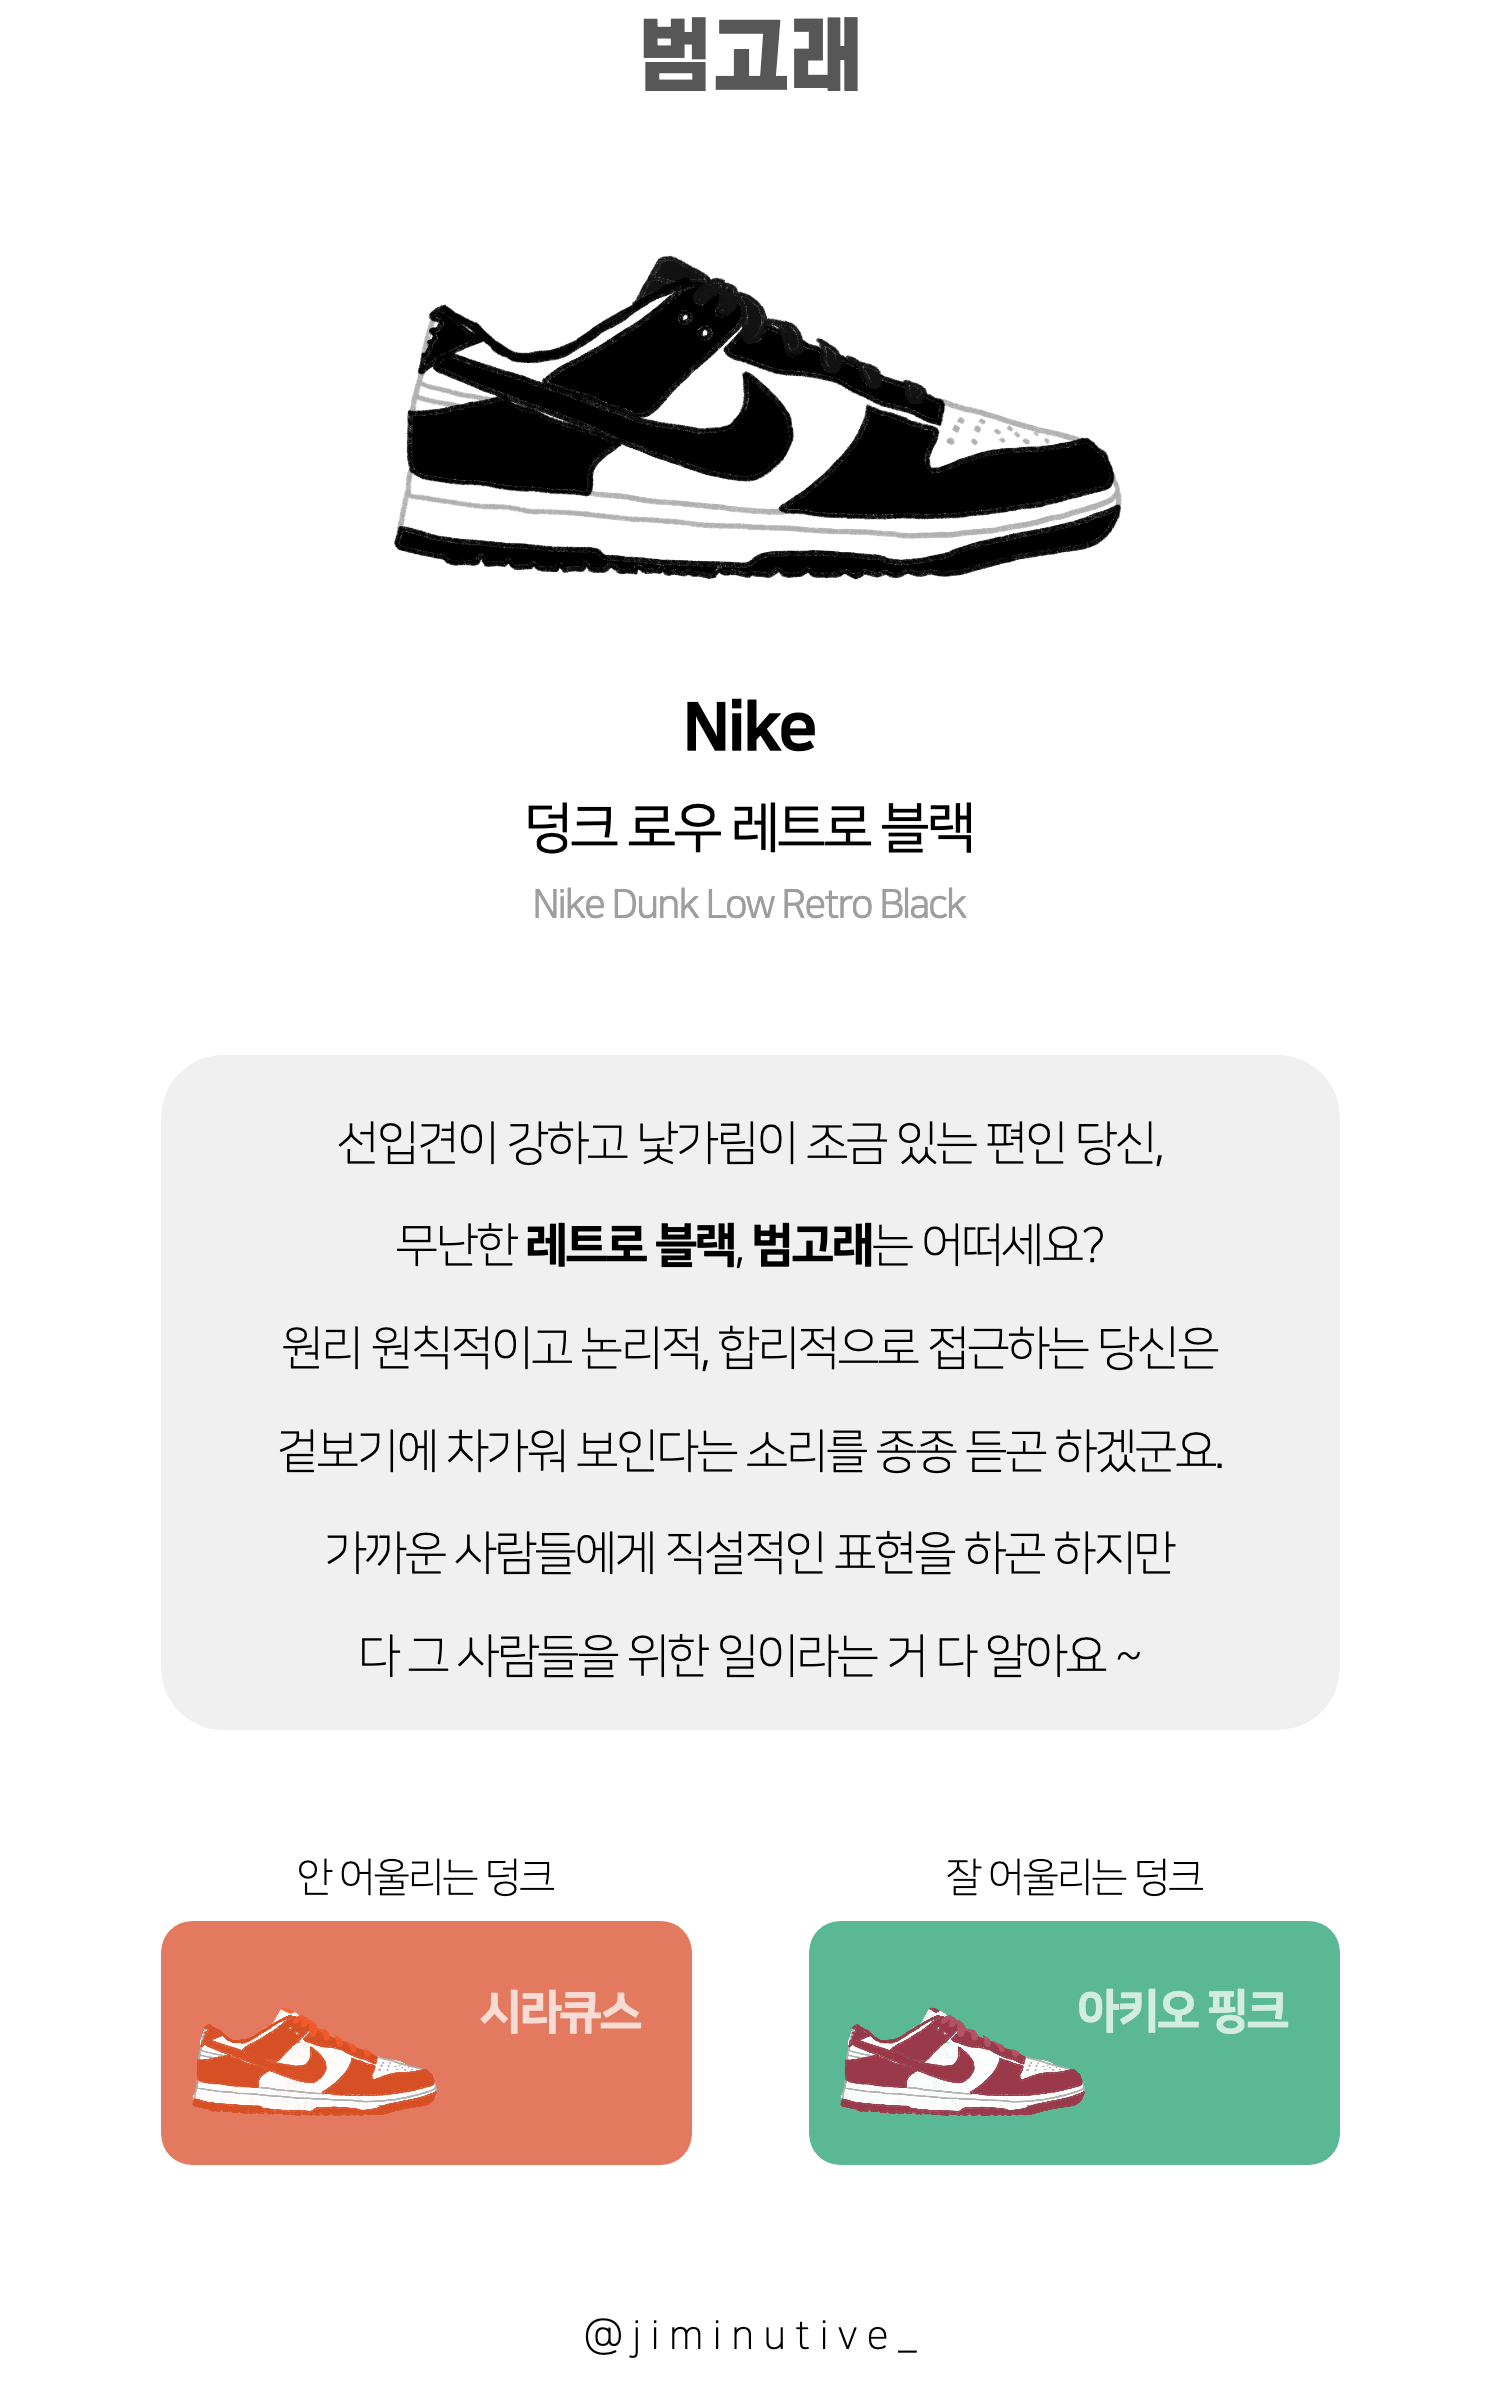 범고래
Nike
덩크 로우 레트로 블랙
Nike Dunk Low Retro Black
선입견이 강하고 낯가림이 조금 있는 편인 당신,
무난한 레트로 블랙, 범고래는 어떠세요?
원리 원칙적이고 논리적, 합리적으로 접근하는 당신은
겉보기에 차가워 보인다는 소리를 종종 듣곤 하겠군요.
가까운 사람들에게 직설적인 표현을 하곤 하지만
다 그 사람들을 위한 일이라는 거 다 알아요 ~
안 어울리는 덩크
시라큐스
잘 어울리는 덩크
아키오 핑크
@jiminutive_